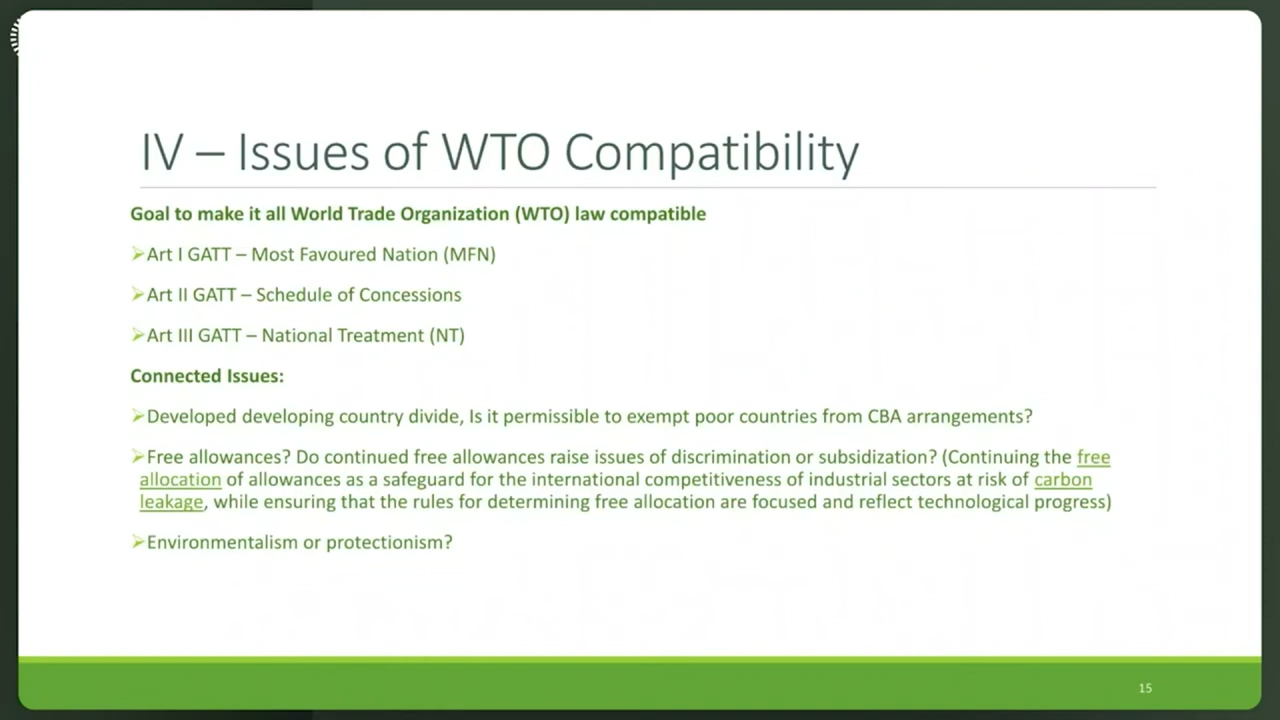 IV – Issues of WTO Compatibility
Goal to make it all World Trade Organization (WTO) law compatible
➢Art I GATT – Most Favoured Nation (MFN)
➢Art II GATT – Schedule of Concessions
➢Art III GATT – National Treatment (NT)
Connected Issues:
➢Developed developing country divide, Is it permissible to exempt poor countries from CBA arrangements?
➢Free allowances? Do continued free allowances raise issues of discrimination or subsidization? (Continuing the free
allocation of allowances as a safeguard for the international competitiveness of industrial sectors at risk of carbon
leakage, while ensuring that the rules for determining free allocation are focused and reflect technological progress)
➢Environmentalism or protectionism?
15